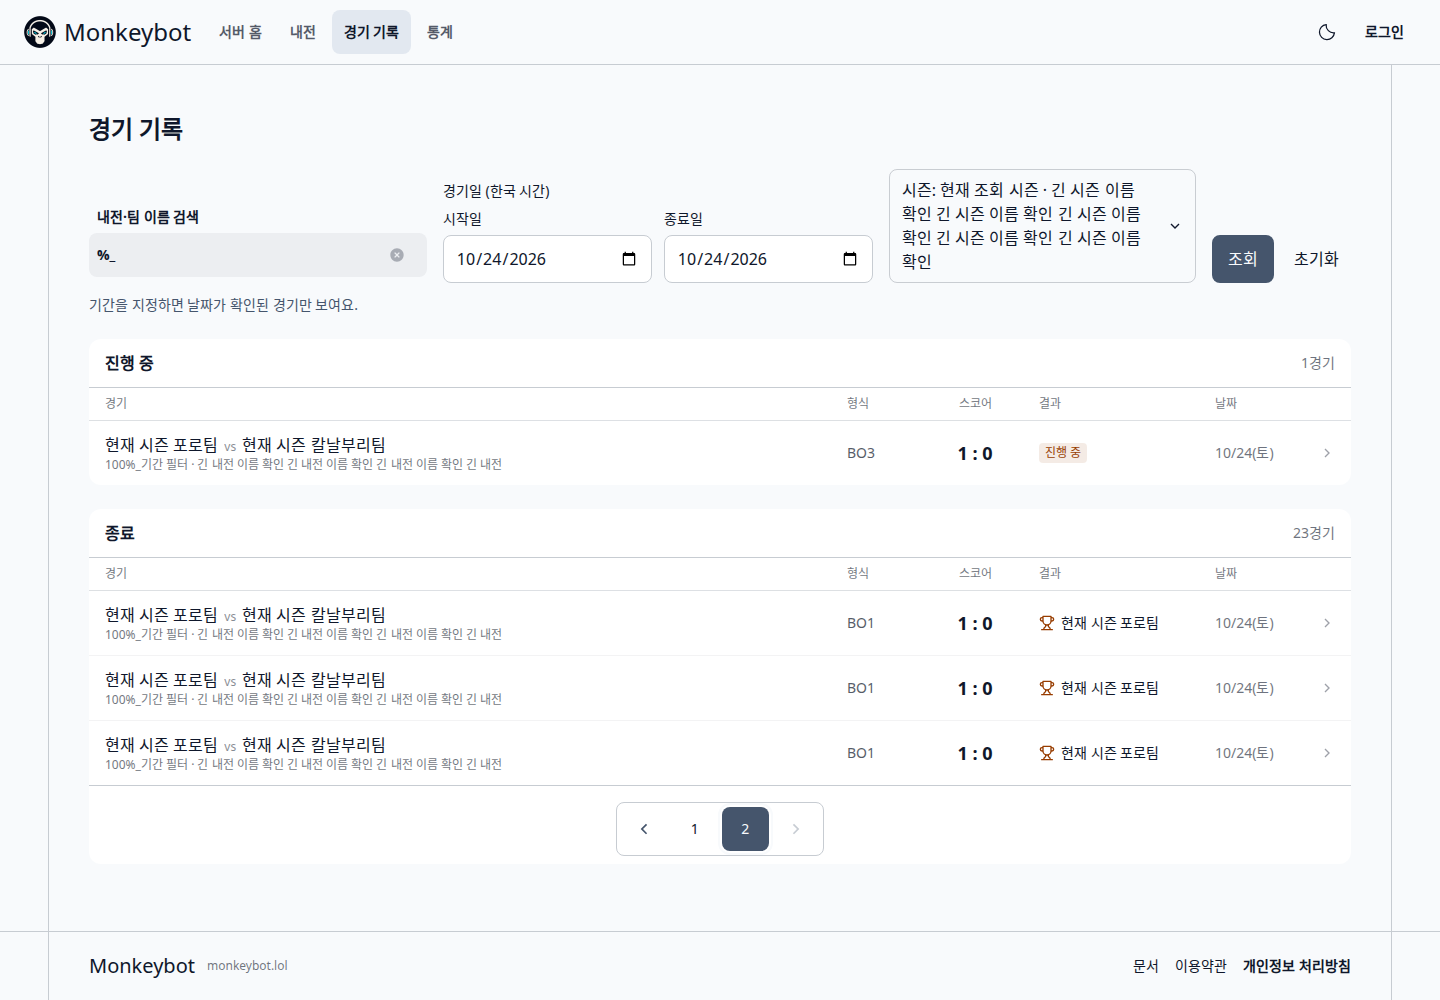 Monkeybot 서버 홈 내전 경기 기록 통계 로그인
경기 기록
내전·팀 이름 검색
%_
경기일 (한국 시간)
시작일 종료일
10/24/2026 10/24/2026
시즌: 현재 조회 시즌 · 긴 시즌 이름
확인 긴 시즌 이름 확인 긴 시즌 이름
확인 긴 시즌 이름 확인 긴 시즌 이름
확인
조회 초기화
기간을 지정하면 날짜가 확인된 경기만 보여요.
진행 중 1경기
경기 형식 스코어 결과 날짜
현재 시즌 포로팀 vs 현재 시즌 칼날부리팀 BO3 1 : 0 진행 중 10/24(토)
100%_기간 필터 · 긴 내전 이름 확인 긴 내전 이름 확인 긴 내전 이름 확인 긴 내전
종료 23경기
경기 형식 스코어 결과 날짜
현재 시즌 포로팀 vs 현재 시즌 칼날부리팀 BO1 1 : 0 현재 시즌 포로팀 10/24(토)
100%_기간 필터 · 긴 내전 이름 확인 긴 내전 이름 확인 긴 내전 이름 확인 긴 내전
현재 시즌 포로팀 vs 현재 시즌 칼날부리팀 BO1 1 : 0 현재 시즌 포로팀 10/24(토)
100%_기간 필터 · 긴 내전 이름 확인 긴 내전 이름 확인 긴 내전 이름 확인 긴 내전
현재 시즌 포로팀 vs 현재 시즌 칼날부리팀 BO1 1 : 0 현재 시즌 포로팀 10/24(토)
100%_기간 필터 · 긴 내전 이름 확인 긴 내전 이름 확인 긴 내전 이름 확인 긴 내전
1 2
Monkeybot monkeybot.lol 문서 이용약관 개인정보 처리방침